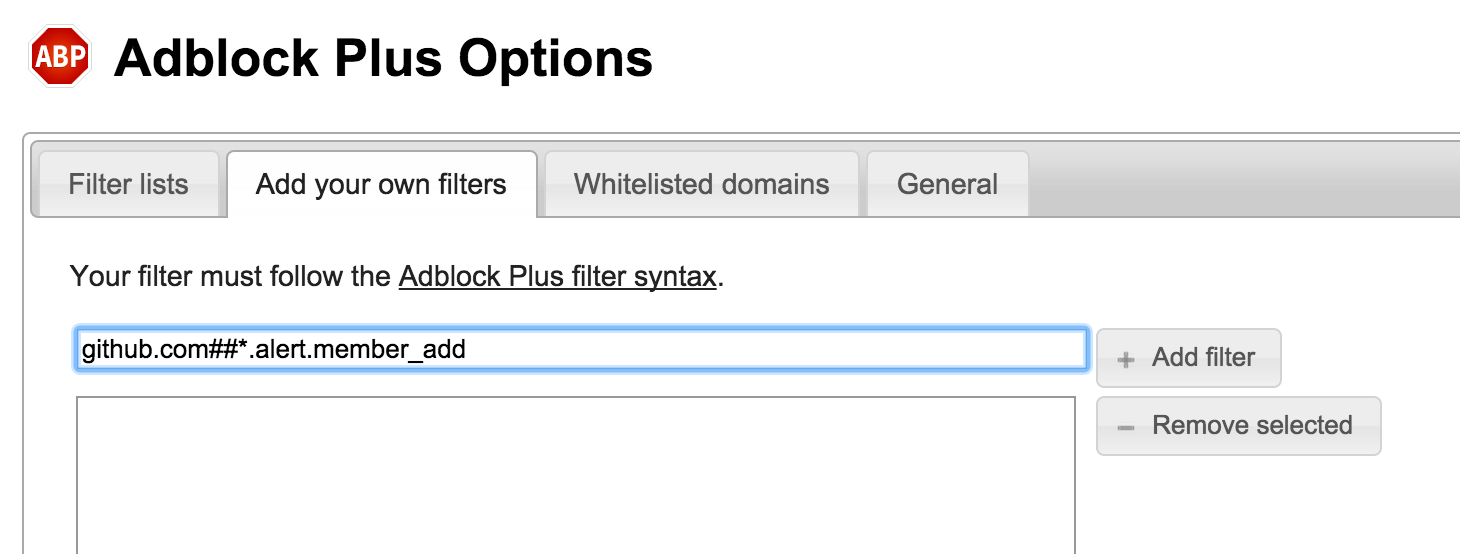 ABP Adblock Plus Options
Filter lists Add your own filters Whitelisted domains General
Your filter must follow the Adblock Plus filter syntax.
github.com##*.alert.member_add + Add filter
− Remove selected